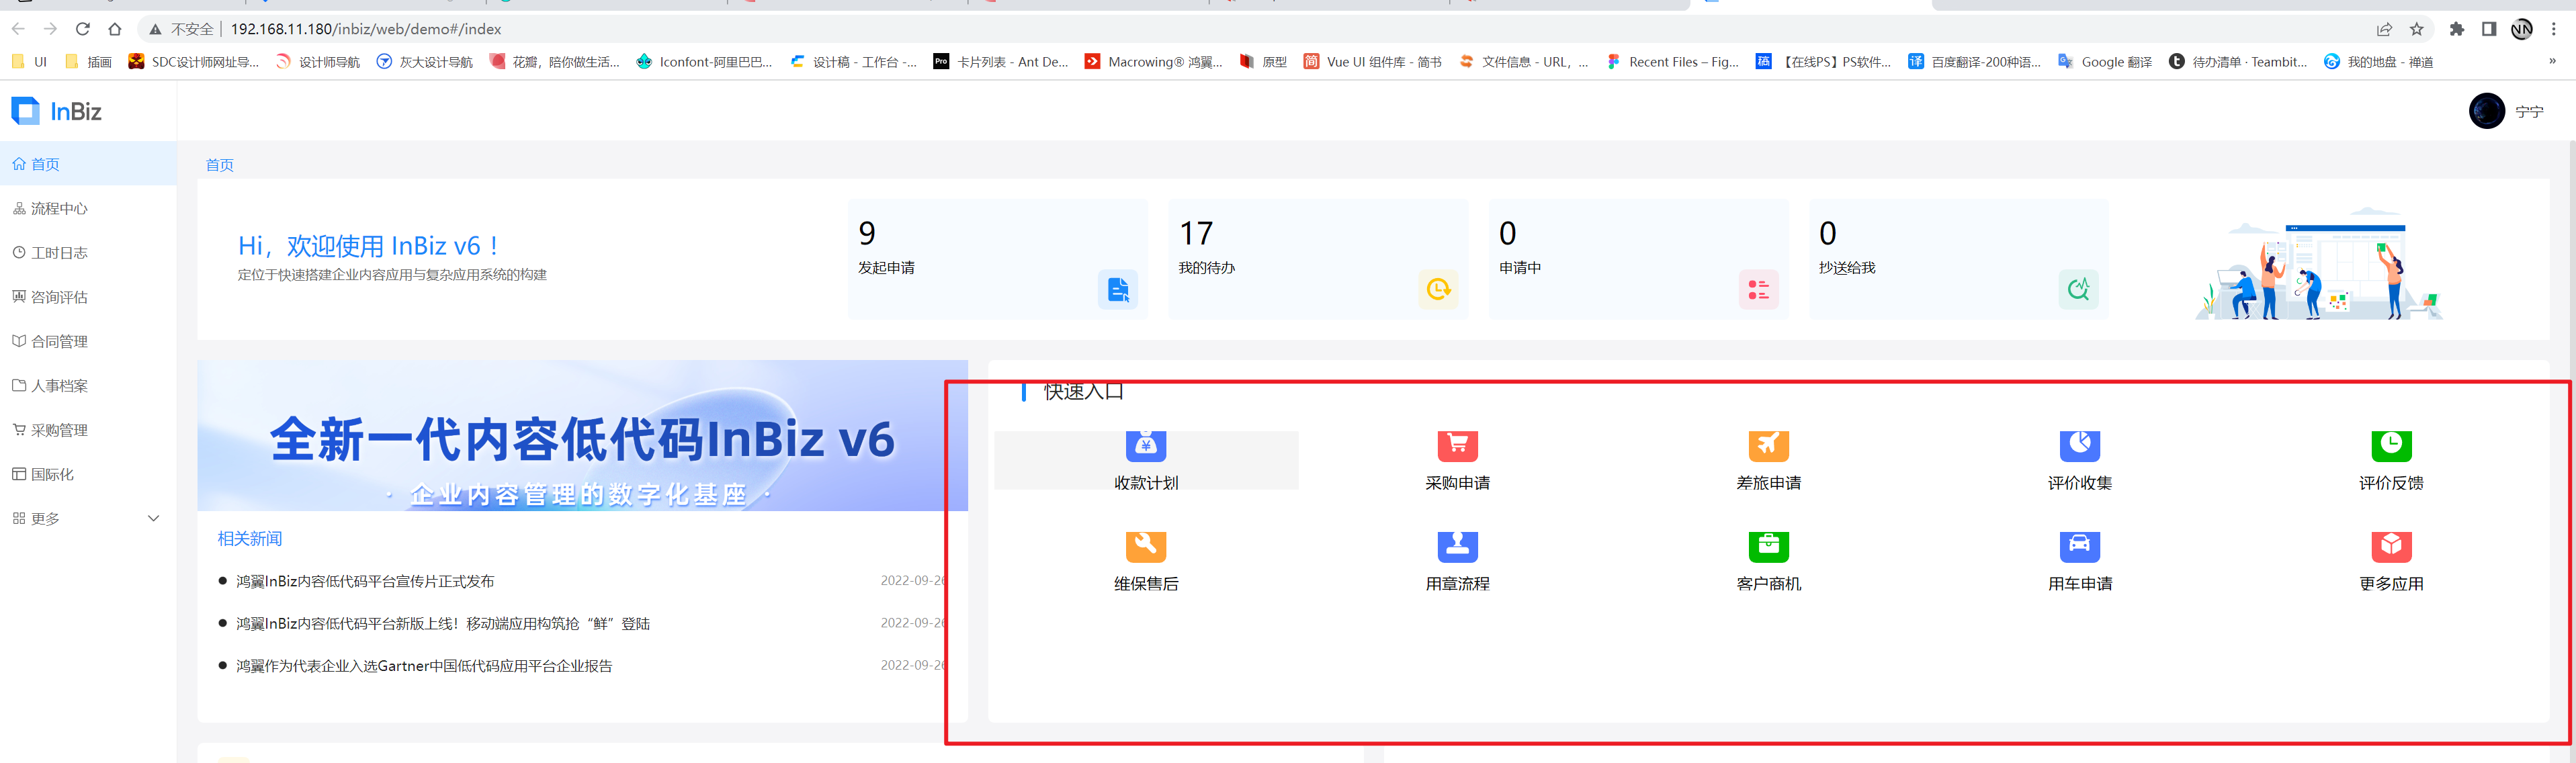 不安全 | 192.168.11.180/inbiz/web/demo#/index
UI 插画 SDC设计师网址导... 设计师导航 灰大设计导航 花瓣，陪你做生活... Iconfont-阿里巴巴... 设计稿 - 工作台 -... Pro 卡片列表 - Ant De... Macrowing® 鸿翼... 原型 简 Vue UI 组件库 - 简书 文件信息 - URL，... Recent Files – Fig... 稿 【在线PS】PS软件... 译 百度翻译-200种语... Google 翻译 待办清单 · Teambit... 我的地盘 - 禅道 »
InBiz
宁宁
首页
流程中心
工时日志
咨询评估
合同管理
人事档案
采购管理
国际化
更多
首页
Hi，欢迎使用 InBiz v6！
定位于快速搭建企业内容应用与复杂应用系统的构建
9
发起申请
17
我的待办
0
申请中
0
抄送给我
全新一代内容低代码InBiz v6
· 企业内容管理的数字化基座 ·
相关新闻
鸿翼InBiz内容低代码平台宣传片正式发布 2022-09-26
鸿翼InBiz内容低代码平台新版上线！移动端应用构筑抢“鲜”登陆 2022-09-26
鸿翼作为代表企业入选Gartner中国低代码应用平台企业报告 2022-09-26
快速入口
收款计划 采购申请 差旅申请 评价收集 评价反馈
维保售后 用章流程 客户商机 用车申请 更多应用